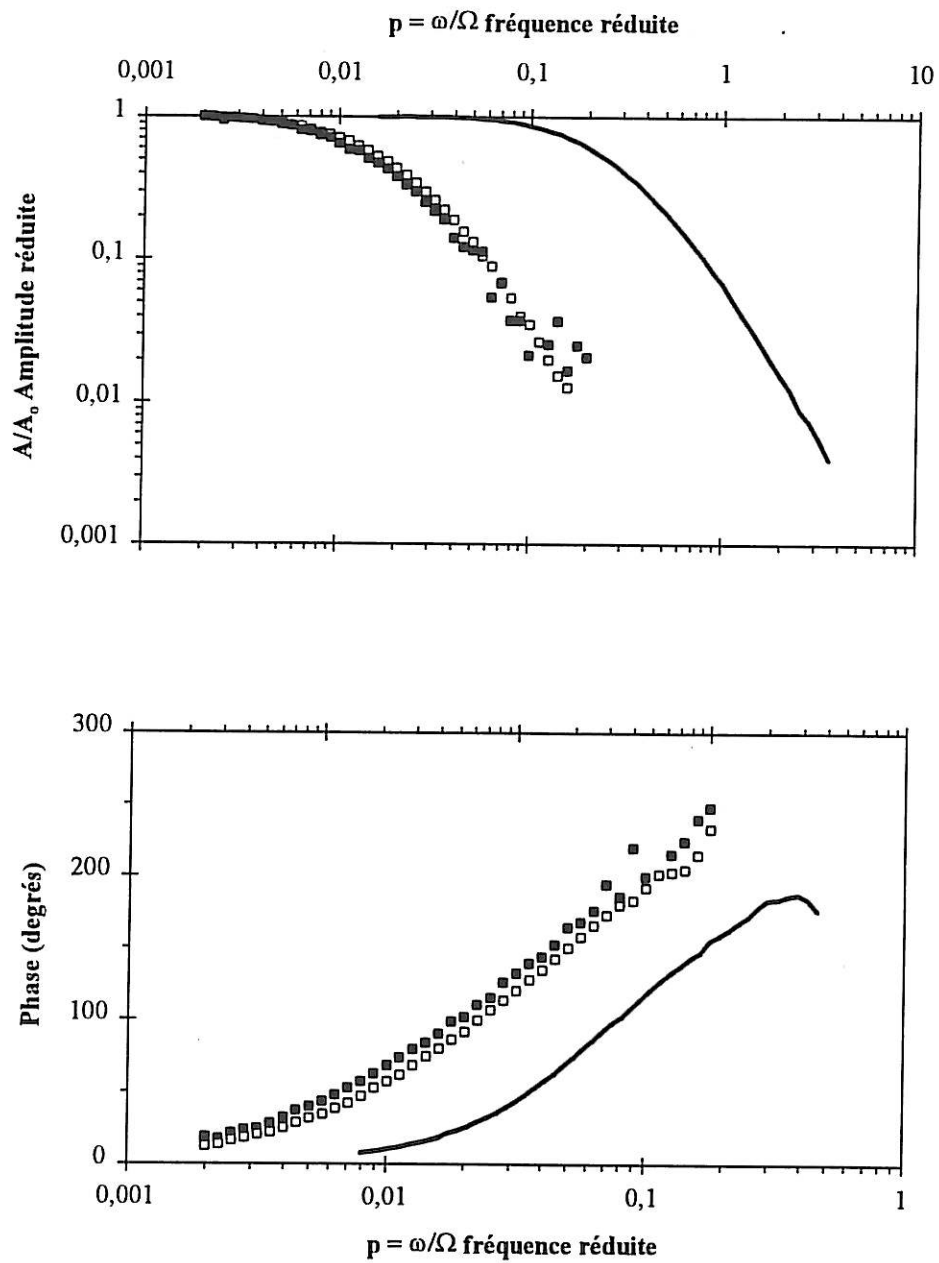 p = ω/Ω fréquence réduite
0,001 0,01 0,1 1 10
1
0,1
0,01
0,001
A/A₀ Amplitude réduite
300
200
100
0
Phase (degrés)
0,001 0,01 0,1 1
p = ω/Ω fréquence réduite